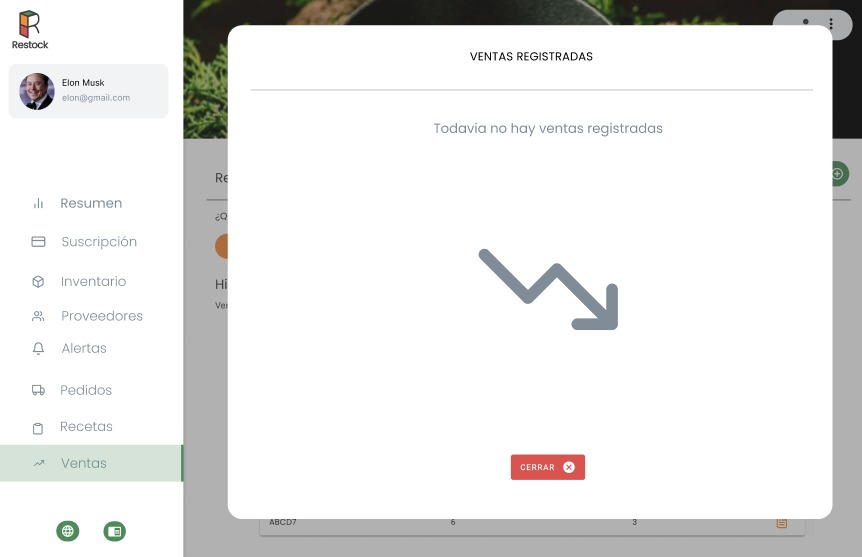 Restock
Elon Musk
elon@gmail.com
Resumen
Suscripción
Inventario
Proveedores
Alertas
Pedidos
Recetas
Ventas
VENTAS REGISTRADAS
Todavia no hay ventas registradas
CERRAR
Re
¿Q
Hi
Ver
ABCD7 6 3